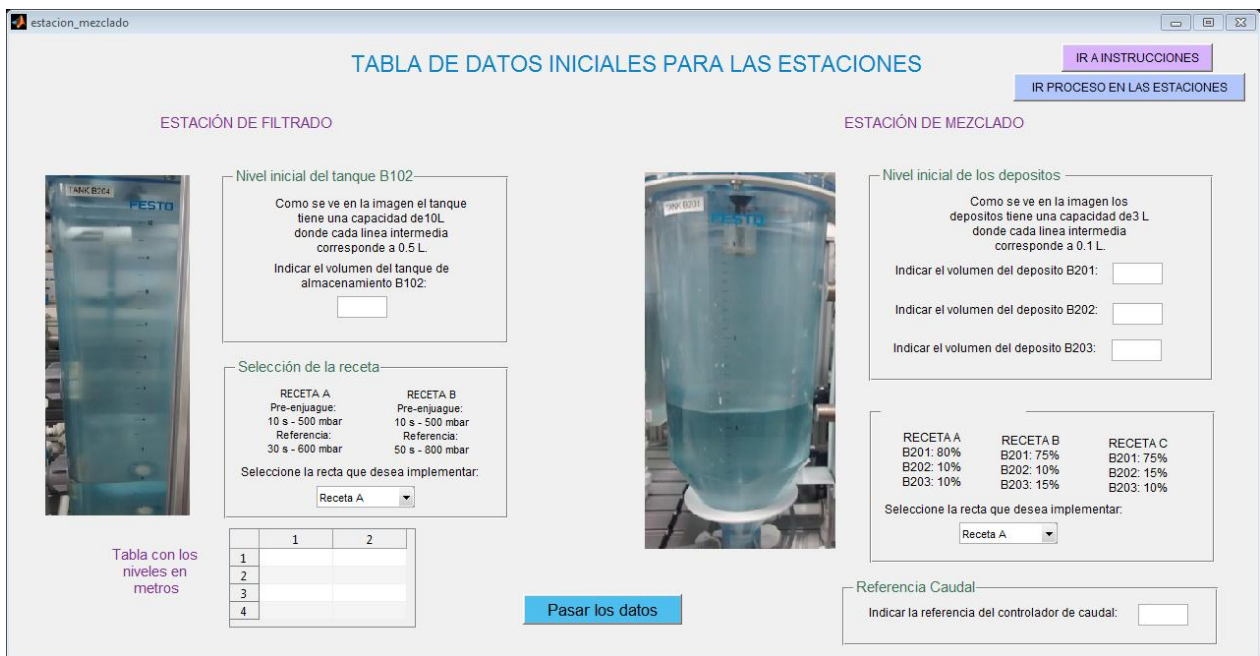 estacion_mezclado
TABLA DE DATOS INICIALES PARA LAS ESTACIONES
IR A INSTRUCCIONES
IR PROCESO EN LAS ESTACIONES
ESTACIÓN DE FILTRADO
TANK B204
FESTO
Nivel inicial del tanque B102
Como se ve en la imagen el tanque
tiene una capacidad de10L
donde cada linea intermedia
corresponde a 0.5 L.
Indicar el volumen del tanque de
almacenamiento B102:
Selección de la receta
RECETA A
Pre-enjuague:
10 s - 500 mbar
Referencia:
30 s - 600 mbar
RECETA B
Pre-enjuague:
10 s - 500 mbar
Referencia:
50 s - 800 mbar
Seleccione la recta que desea implementar:
Receta A
Tabla con los
niveles en
metros
1 2
1
2
3
4
Pasar los datos
ESTACIÓN DE MEZCLADO
TANK B201
FESTO
Nivel inicial de los depositos
Como se ve en la imagen los
depositos tiene una capacidad de3 L
donde cada linea intermedia
corresponde a 0.1 L.
Indicar el volumen del deposito B201:
Indicar el volumen del deposito B202:
Indicar el volumen del deposito B203:
RECETA A
B201: 80%
B202: 10%
B203: 10%
RECETA B
B201: 75%
B202: 10%
B203: 15%
RECETA C
B201: 75%
B202: 15%
B203: 10%
Seleccione la recta que desea implementar:
Receta A
Referencia Caudal
Indicar la referencia del controlador de caudal: